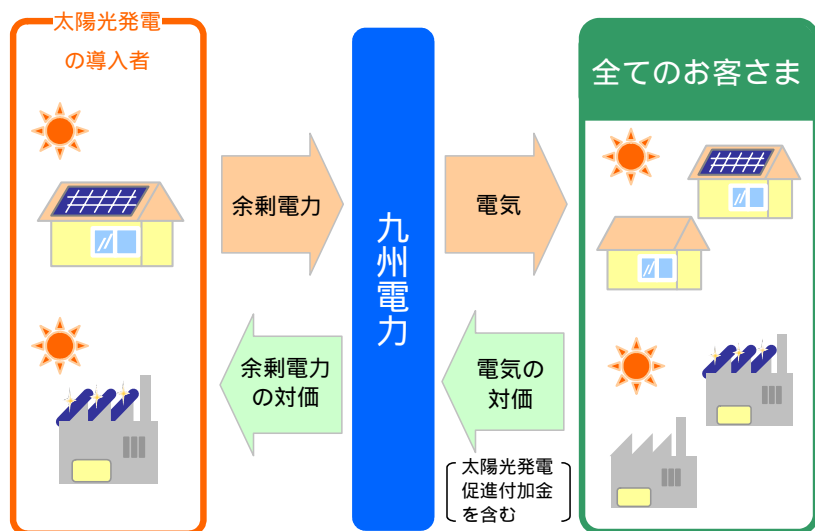 太陽光発電
の導入者
余剰電力
余剰電力
の対価
九州電力
電気
電気の
対価
太陽光発電
促進付加金
を含む
全てのお客さま